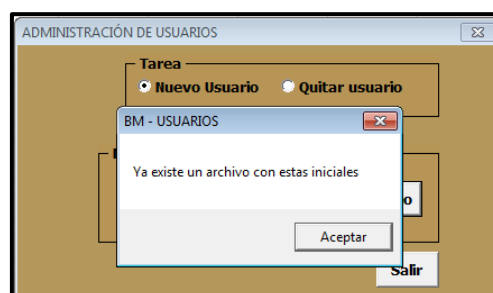 ADMINISTRACIÓN DE USUARIOS
Tarea
Nuevo Usuario Quitar usuario
BM - USUARIOS
Ya existe un archivo con estas iniciales
Aceptar
Salir